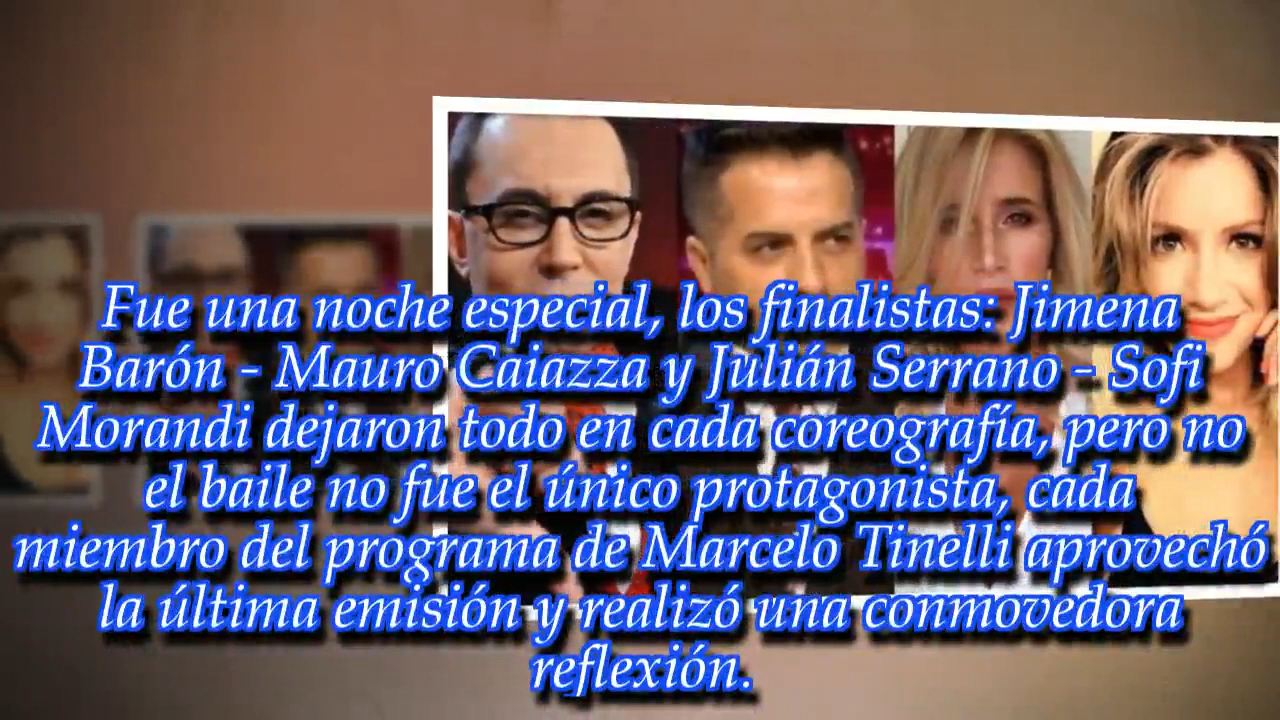 Fue una noche especial, los finalistas: Jimena
Barón - Mauro Caiazza y Julián Serrano - Sofi
Morandi dejaron todo en cada coreografía, pero no
el baile no fue el único protagonista, cada
miembro del programa de Marcelo Tinelli aprovechó
la última emisión y realizó una conmovedora
reflexión.